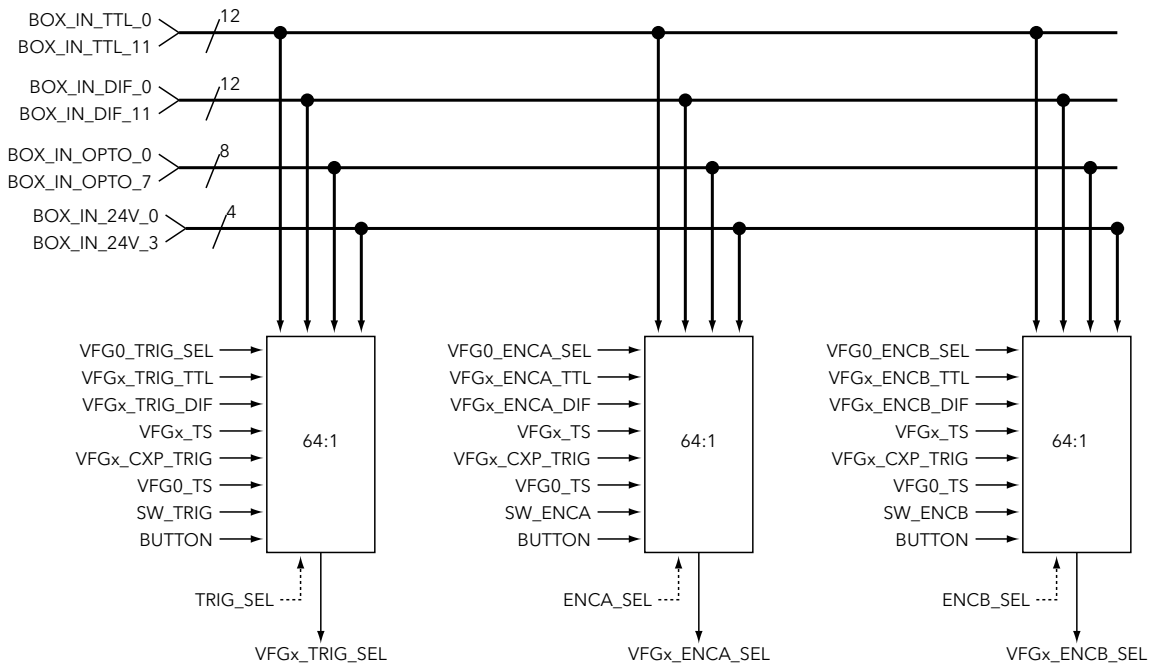 BOX_IN_TTL_0
BOX_IN_TTL_11
12
BOX_IN_DIF_0
BOX_IN_DIF_11
12
BOX_IN_OPTO_0
BOX_IN_OPTO_7
8
BOX_IN_24V_0
BOX_IN_24V_3
4
VFG0_TRIG_SEL
VFGx_TRIG_TTL
VFGx_TRIG_DIF
VFGx_TS
VFGx_CXP_TRIG
VFG0_TS
SW_TRIG
BUTTON
64:1
TRIG_SEL
VFGx_TRIG_SEL
VFG0_ENCA_SEL
VFGx_ENCA_TTL
VFGx_ENCA_DIF
VFGx_TS
VFGx_CXP_TRIG
VFG0_TS
SW_ENCA
BUTTON
64:1
ENCA_SEL
VFGx_ENCA_SEL
VFG0_ENCB_SEL
VFGx_ENCB_TTL
VFGx_ENCB_DIF
VFGx_TS
VFGx_CXP_TRIG
VFG0_TS
SW_ENCB
BUTTON
64:1
ENCB_SEL
VFGx_ENCB_SEL